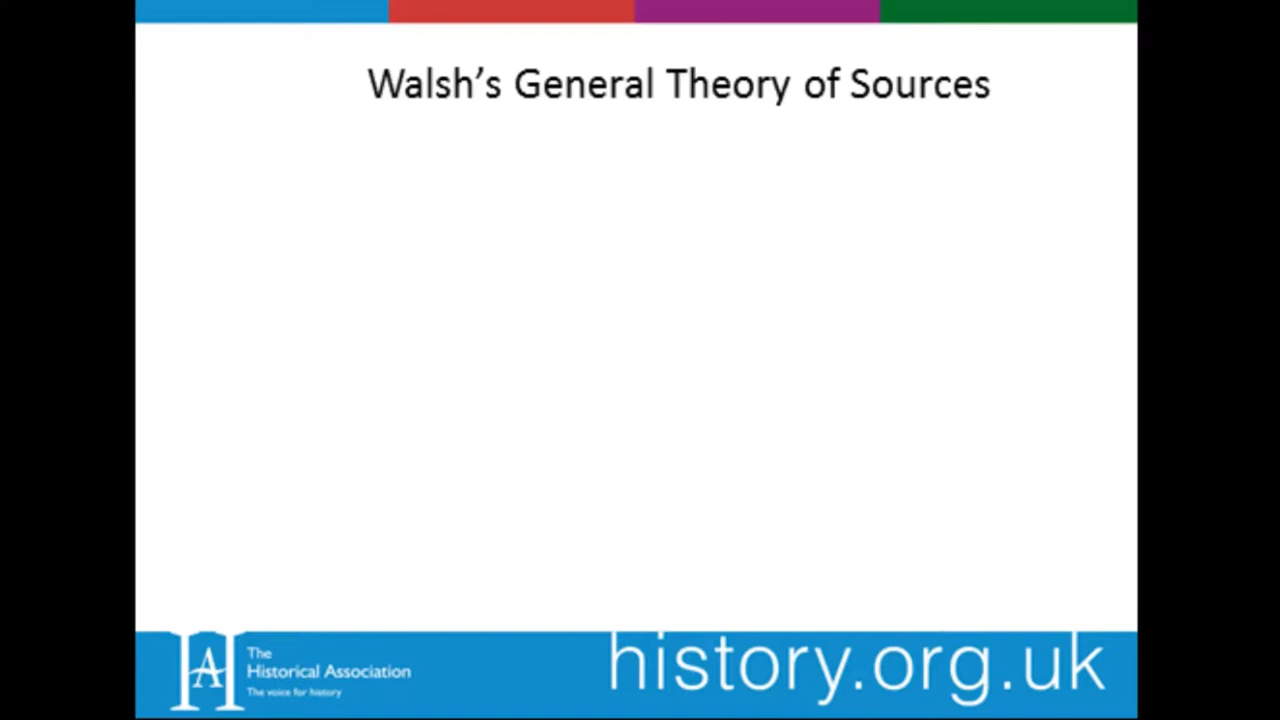 Walsh’s General Theory of Sources
HA
The
Historical Association
The voice for history
history.org.uk